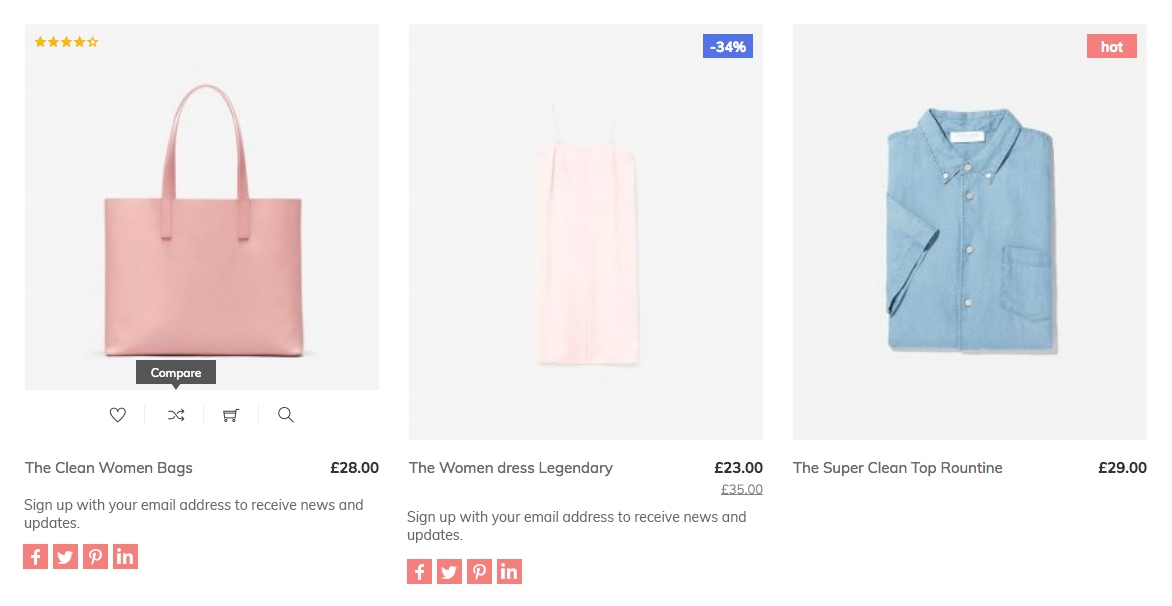 -34%
hot
Compare
The Clean Women Bags
£28.00
Sign up with your email address to receive news and
updates.
The Women dress Legendary
£23.00
£35.00
Sign up with your email address to receive news and
updates.
The Super Clean Top Rountine
£29.00